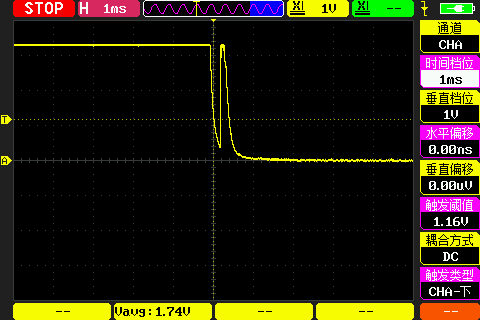 STOP H 1ms X1 1V X1 --
通道
CHA
时间档位
1ms
垂直档位
1V
水平偏移
0.00ns
垂直偏移
0.00uV
触发阈值
1.16V
耦合方式
DC
触发类型
CHA-下
T
A
-- Vavg:1.74V -- -- --